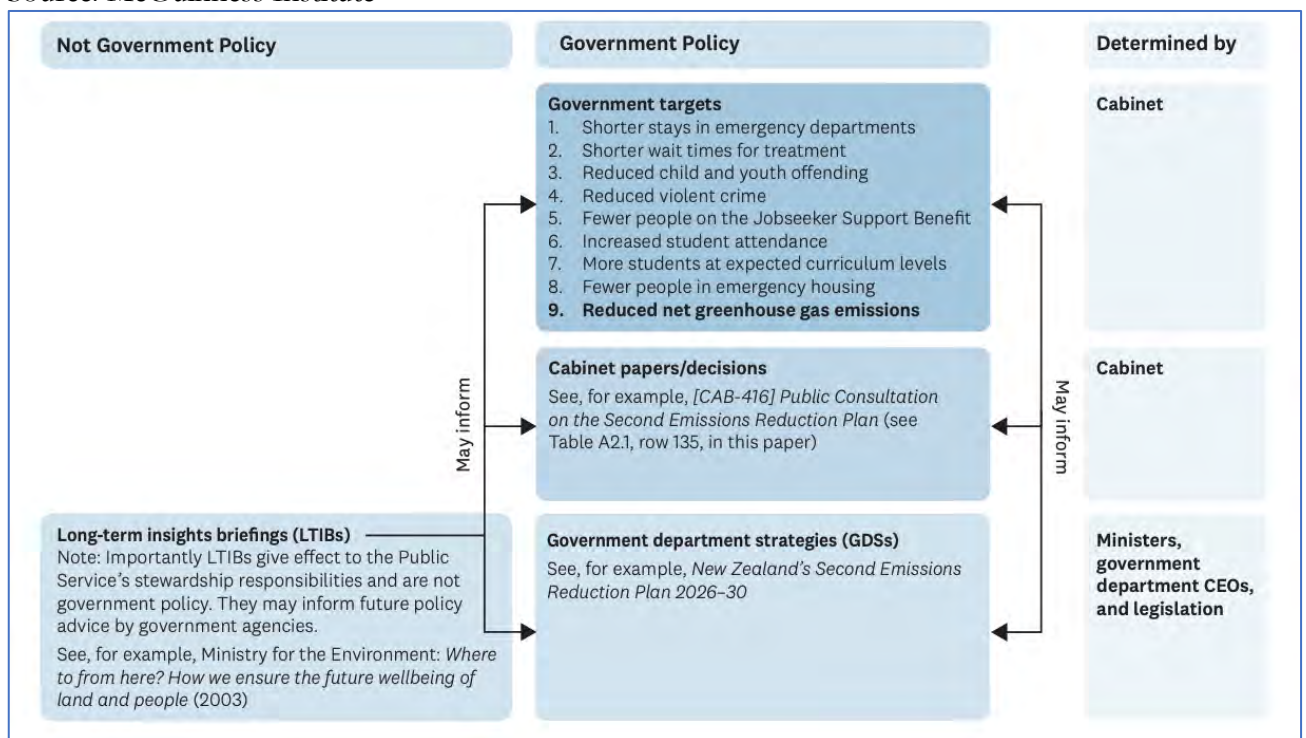 Source: McGuinness Institute
Not Government Policy
Government Policy
Determined by
Government targets
1. Shorter stays in emergency departments
2. Shorter wait times for treatment
3. Reduced child and youth offending
4. Reduced violent crime
5. Fewer people on the Jobseeker Support Benefit
6. Increased student attendance
7. More students at expected curriculum levels
8. Fewer people in emergency housing
9. Reduced net greenhouse gas emissions
Cabinet
May inform
Cabinet papers/decisions
See, for example, [CAB-416] Public Consultation
on the Second Emissions Reduction Plan (see
Table A2.1, row 135, in this paper)
May inform
Cabinet
Long-term insights briefings (LTIBs)
Note: Importantly LTIBs give effect to the Public
Service's stewardship responsibilities and are not
government policy. They may inform future policy
advice by government agencies.
See, for example, Ministry for the Environment: Where
to from here? How we ensure the future wellbeing of
land and people (2003)
Government department strategies (GDSs)
See, for example, New Zealand's Second Emissions
Reduction Plan 2026–30
Ministers,
government
department CEOs,
and legislation